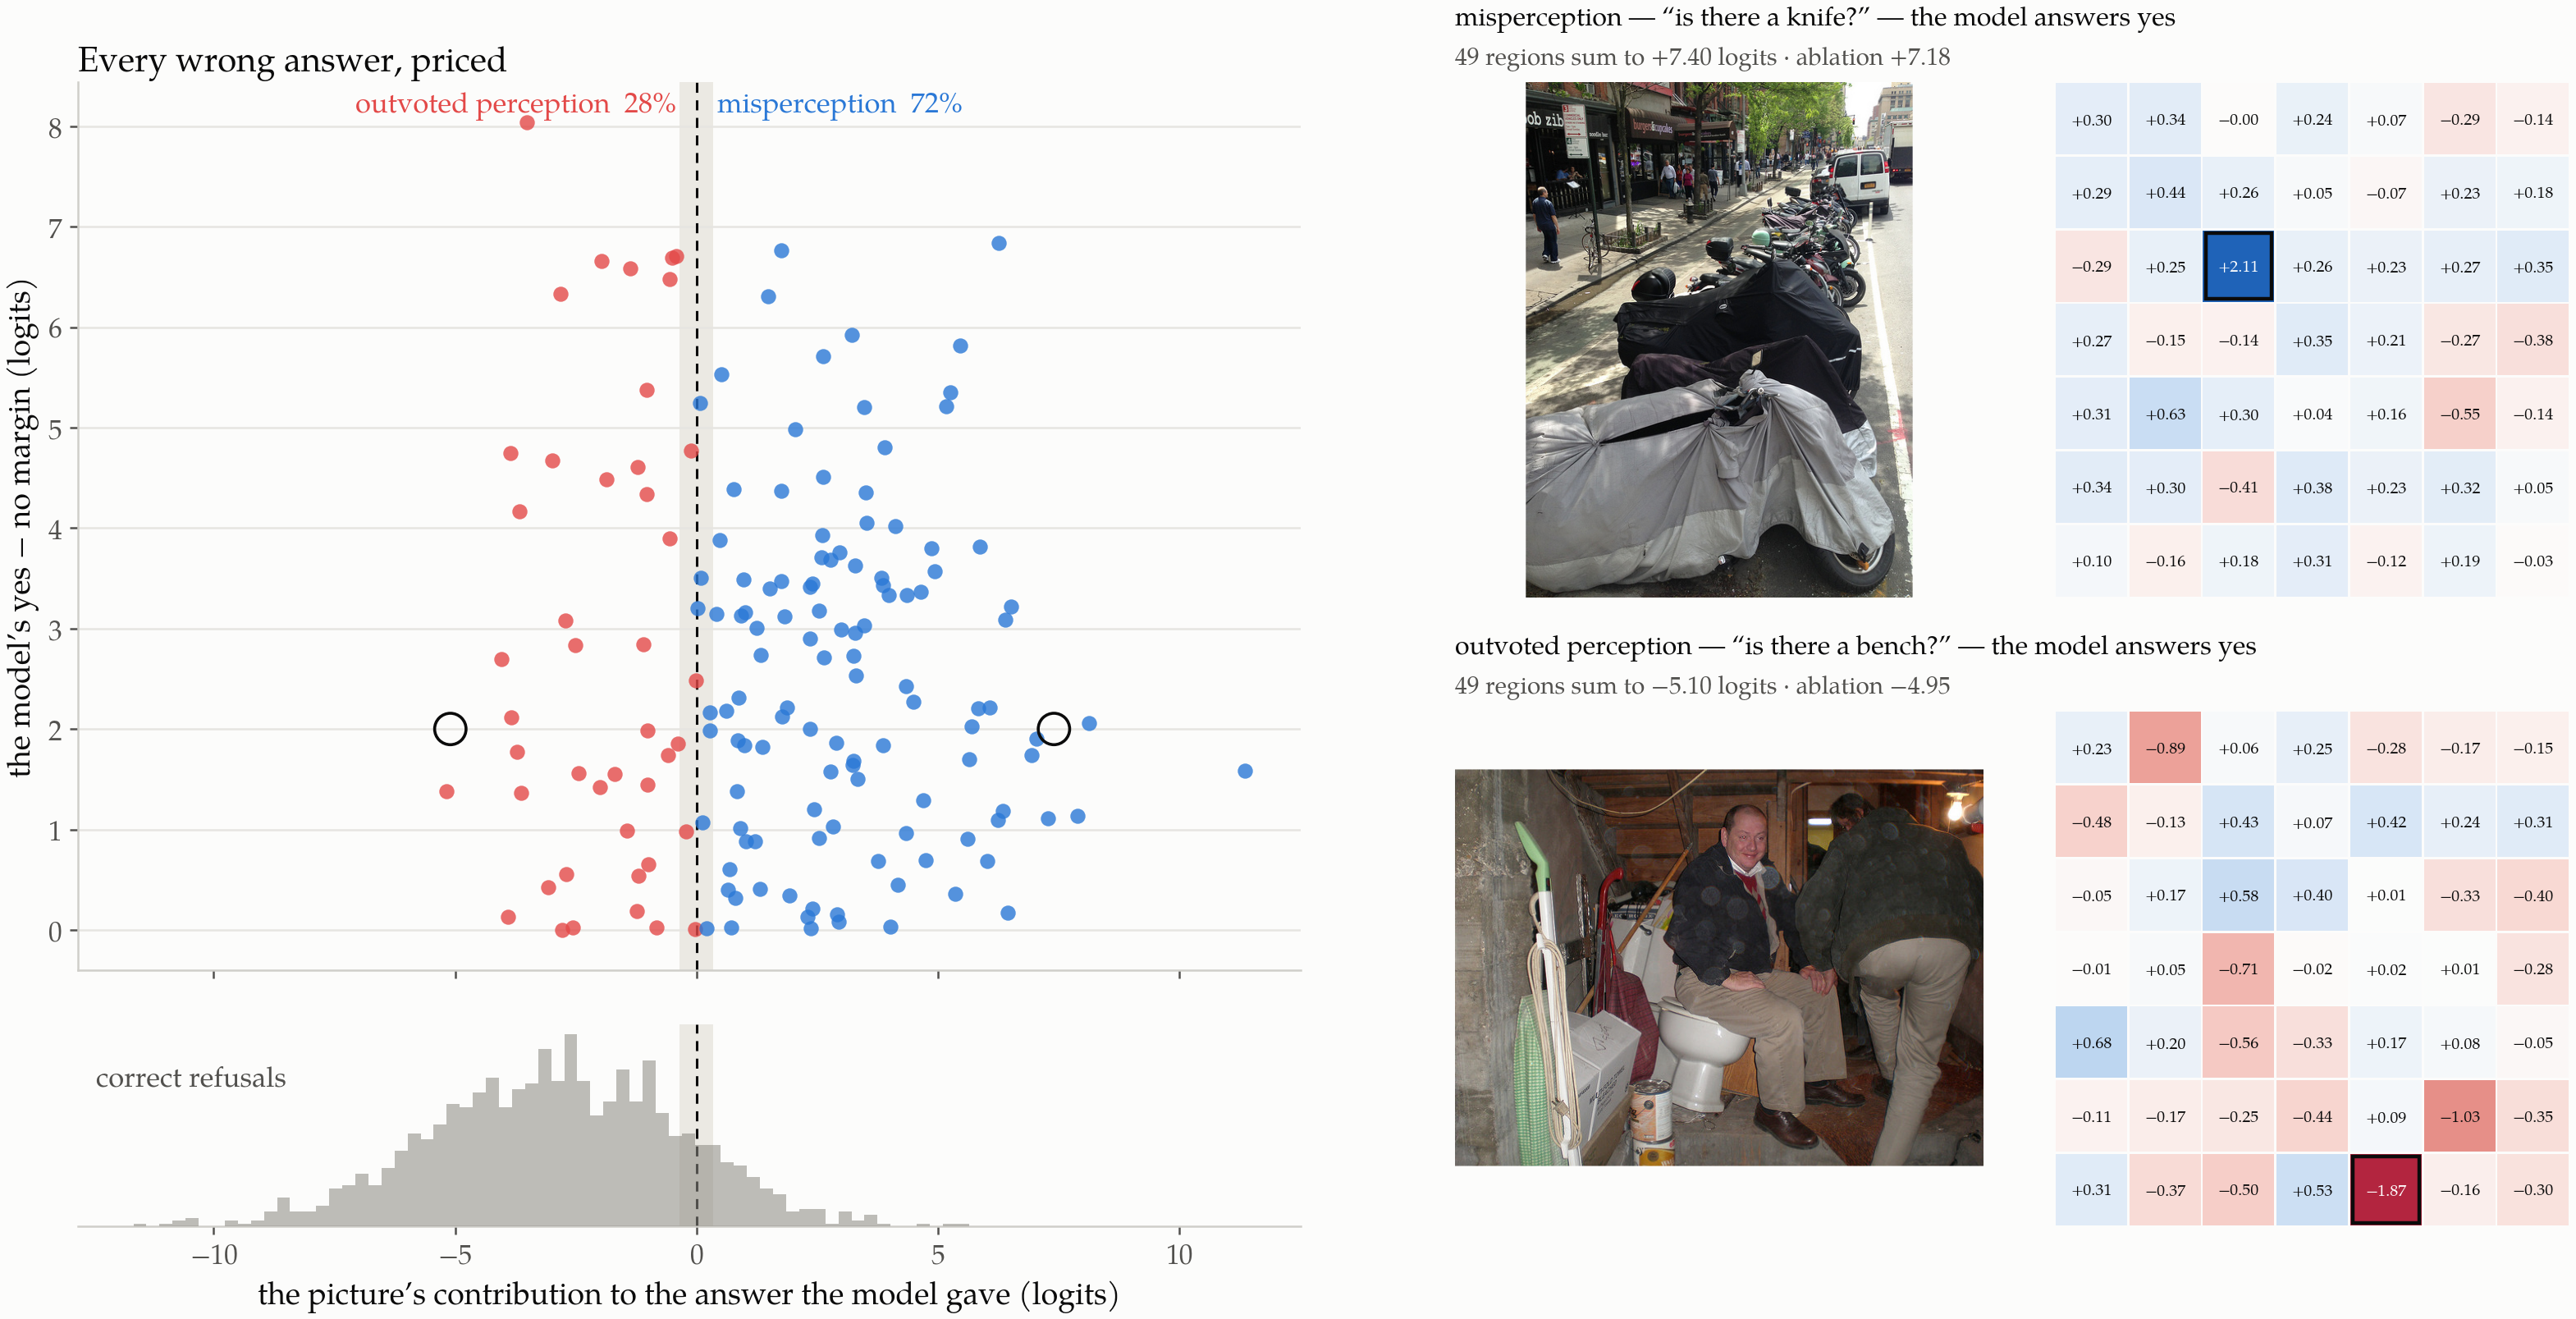 Every wrong answer, priced
outvoted perception 28%
misperception 72%
the model's yes − no margin (logits)
8
7
6
5
4
3
2
1
0
correct refusals
−10
−5
0
5
10
the picture's contribution to the answer the model gave (logits)
misperception — “is there a knife?” — the model answers yes
49 regions sum to +7.40 logits · ablation +7.18
ob zib
burgers&cupcakes
+0.30 +0.34 −0.00 +0.24 +0.07 −0.29 −0.14
+0.29 +0.44 +0.26 +0.05 −0.07 +0.23 +0.18
−0.29 +0.25 +2.11 +0.26 +0.23 +0.27 +0.35
+0.27 −0.15 −0.14 +0.35 +0.21 −0.27 −0.38
+0.31 +0.63 +0.30 +0.04 +0.16 −0.55 −0.14
+0.34 +0.30 −0.41 +0.38 +0.23 +0.32 +0.05
+0.10 −0.16 +0.18 +0.31 −0.12 +0.19 −0.03
outvoted perception — “is there a bench?” — the model answers yes
49 regions sum to −5.10 logits · ablation −4.95
+0.23 −0.89 +0.06 +0.25 −0.28 −0.17 −0.15
−0.48 −0.13 +0.43 +0.07 +0.42 +0.24 +0.31
−0.05 +0.17 +0.58 +0.40 +0.01 −0.33 −0.40
−0.01 +0.05 −0.71 −0.02 +0.02 +0.01 −0.28
+0.68 +0.20 −0.56 −0.33 +0.17 +0.08 −0.05
−0.11 −0.17 −0.25 −0.44 +0.09 −1.03 −0.35
+0.31 −0.37 −0.50 +0.53 −1.87 −0.16 −0.30